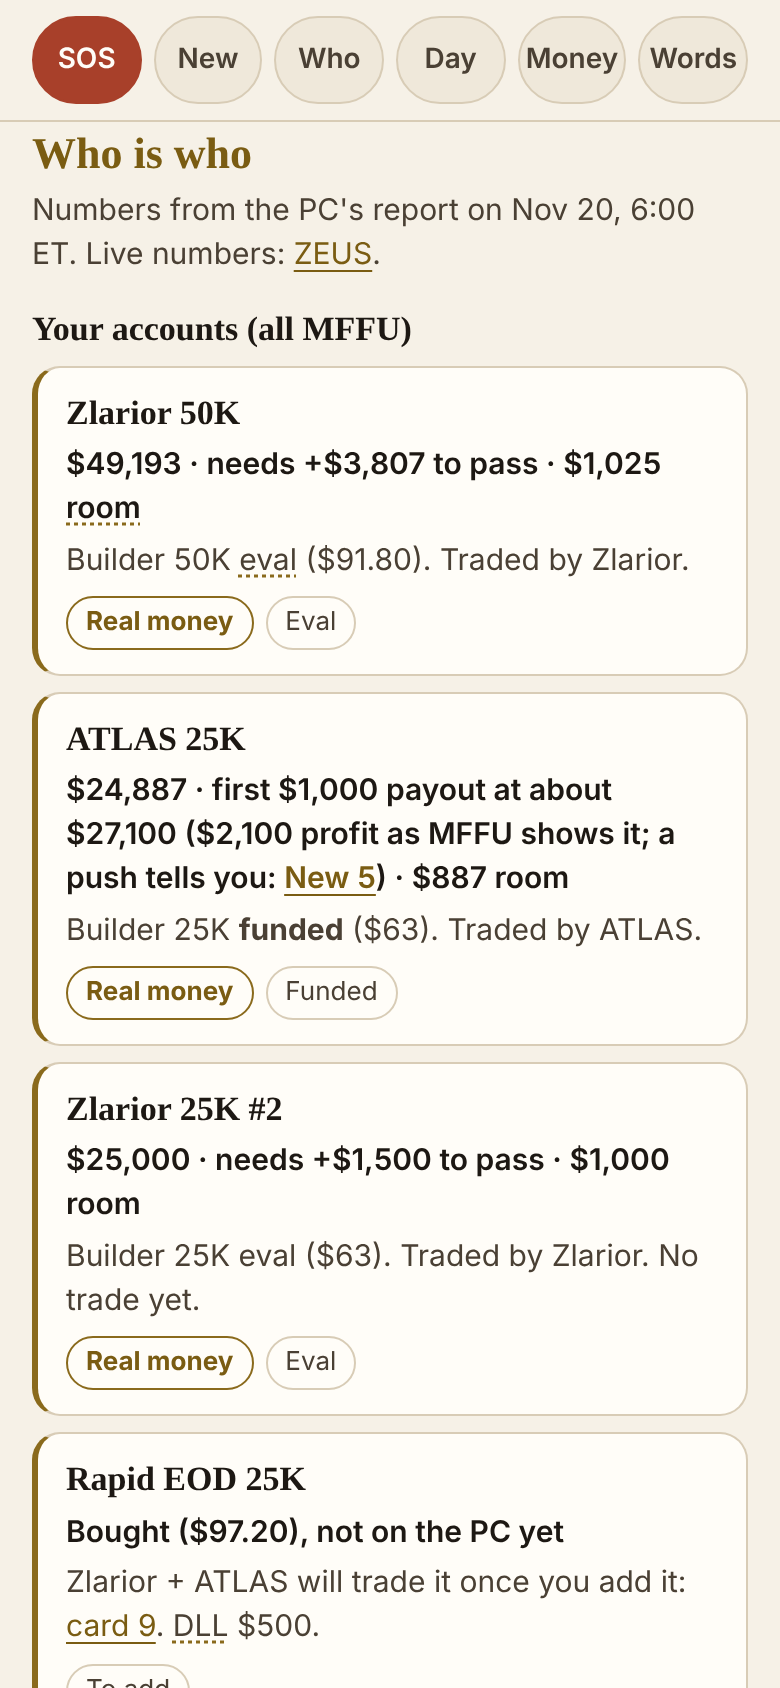 SOS New Who Day Money Words
Who is who
Numbers from the PC's report on Nov 20, 6:00
ET. Live numbers: ZEUS.
Your accounts (all MFFU)
Zlarior 50K
$49,193 · needs +$3,807 to pass · $1,025
room
Builder 50K eval ($91.80). Traded by Zlarior.
Real money Eval
ATLAS 25K
$24,887 · first $1,000 payout at about
$27,100 ($2,100 profit as MFFU shows it; a
push tells you: New 5) · $887 room
Builder 25K funded ($63). Traded by ATLAS.
Real money Funded
Zlarior 25K #2
$25,000 · needs +$1,500 to pass · $1,000
room
Builder 25K eval ($63). Traded by Zlarior. No
trade yet.
Real money Eval
Rapid EOD 25K
Bought ($97.20), not on the PC yet
Zlarior + ATLAS will trade it once you add it:
card 9. DLL $500.
To add